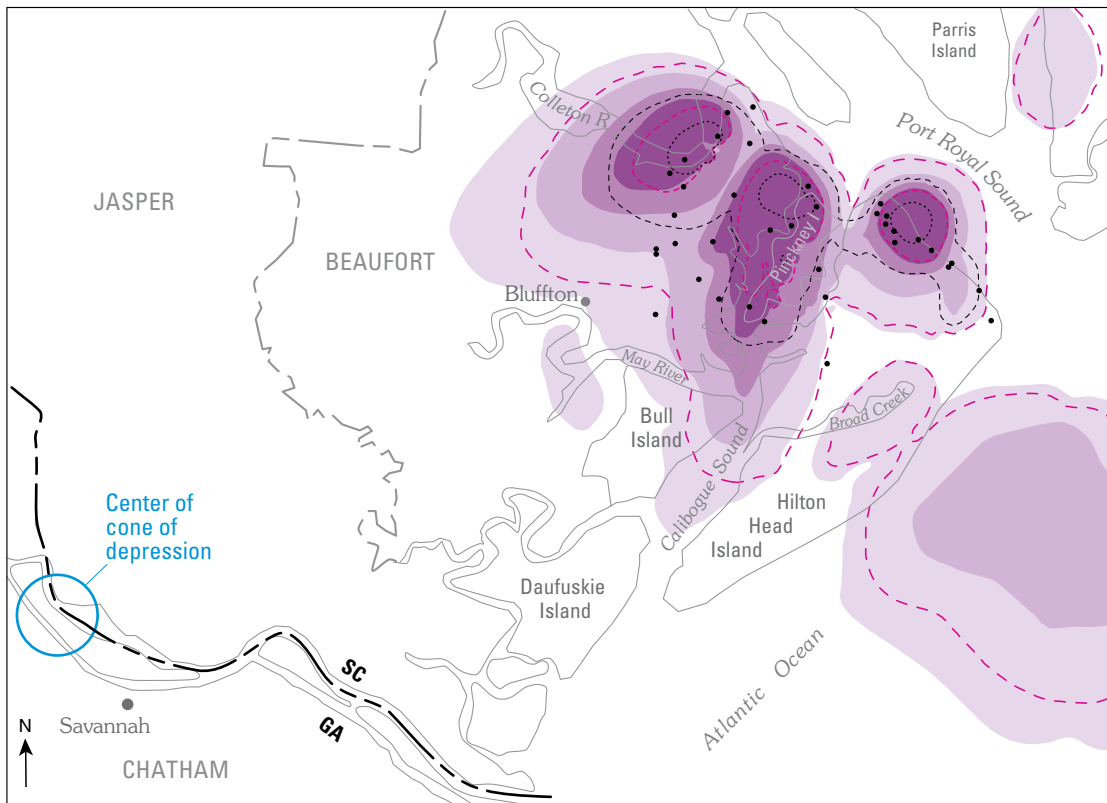 Parris
Island
Colleton R.
Port Royal Sound
JASPER
BEAUFORT
Pinckney I.
Bluffton
May River
Broad Creek
Bull
Island
Calibogue Sound
Hilton
Head
Island
Center of
cone of
depression
Daufuskie
Island
Atlantic Ocean
SC
GA
N
Savannah
CHATHAM